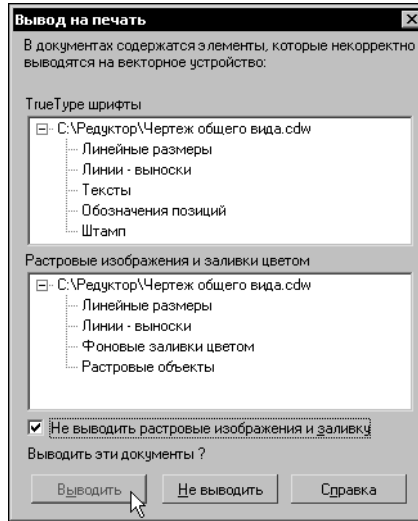 Вывод на печать
В документах содержатся элементы, которые некорректно
выводятся на векторное устройство:
TrueType шрифты
C:\Редуктор\Чертеж общего вида.cdw
Линейные размеры
Линии - выноски
Тексты
Обозначения позиций
Штамп
Растровые изображения и заливки цветом
C:\Редуктор\Чертеж общего вида.cdw
Линейные размеры
Линии - выноски
Фоновые заливки цветом
Растровые объекты
Не выводить растровые изображения и заливку
Выводить эти документы ?
Выводить Не выводить Справка